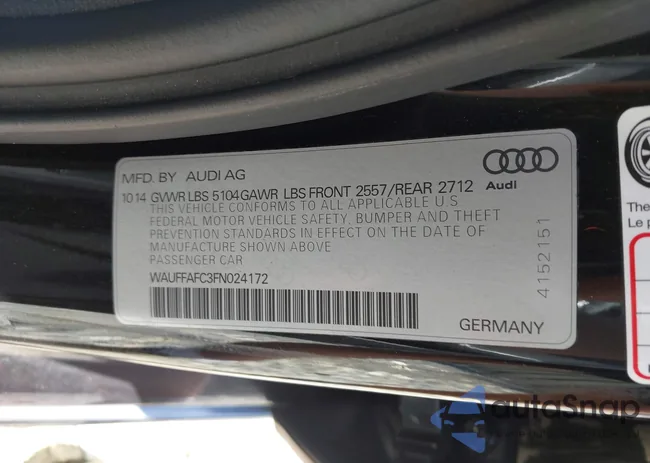 MFD. BY AUDI AG
Audi
10 14 GVWR LBS 5104 GAWR LBS FRONT 2557/REAR 2712
THIS VEHICLE CONFORMS TO ALL APPLICABLE U S
FEDERAL MOTOR VEHICLE SAFETY, BUMPER AND THEFT
PREVENTION STANDARDS IN EFFECT ON THE DATE OF
MANUFACTURE SHOWN ABOVE
PASSENGER CAR
WAUFFAFC3FN024172
GERMANY
4152151
The
Le p
autoSnap